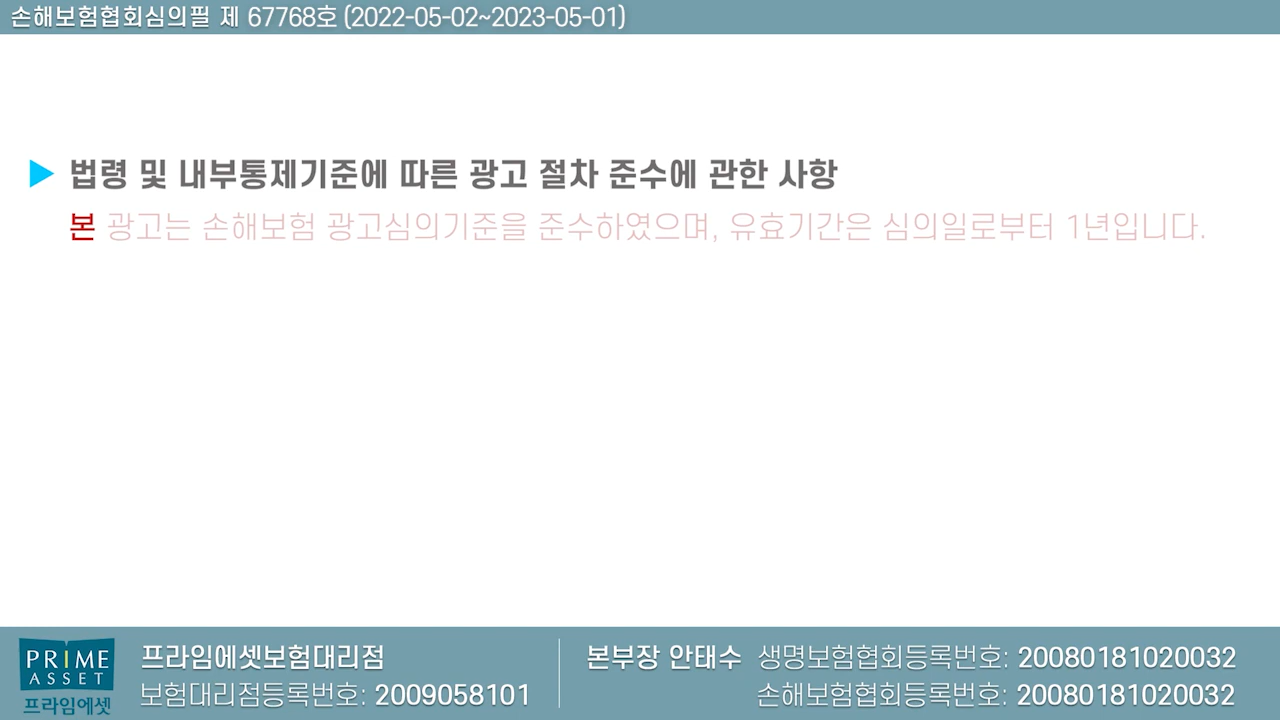 손해보험협회심의필 제 67768호 (2022-05-02~2023-05-01)
▶ 법령 및 내부통제기준에 따른 광고 절차 준수에 관한 사항
본 광고는 손해보험 광고심의기준을 준수하였으며, 유효기간은 심의일로부터 1년입니다.
PRIME
ASSET
프라임에셋
프라임에셋보험대리점
보험대리점등록번호: 2009058101
본부장 안태수 생명보험협회등록번호: 20080181020032
손해보험협회등록번호: 20080181020032